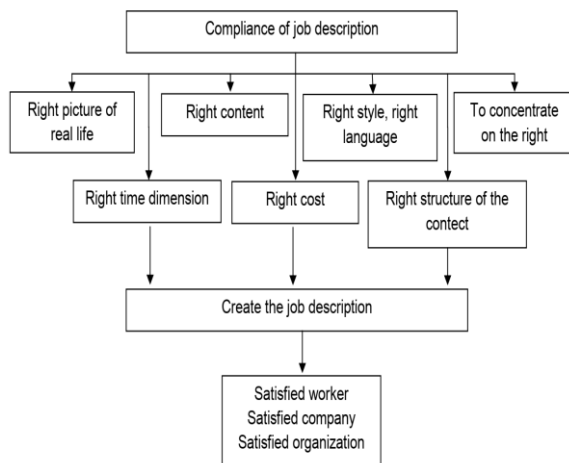 Compliance of job description
Right picture of
real life
Right content
Right style, right
language
To concentrate
on the right
Right time dimension
Right cost
Right structure of the
contect
Create the job description
Satisfied worker
Satisfied company
Satisfied organization